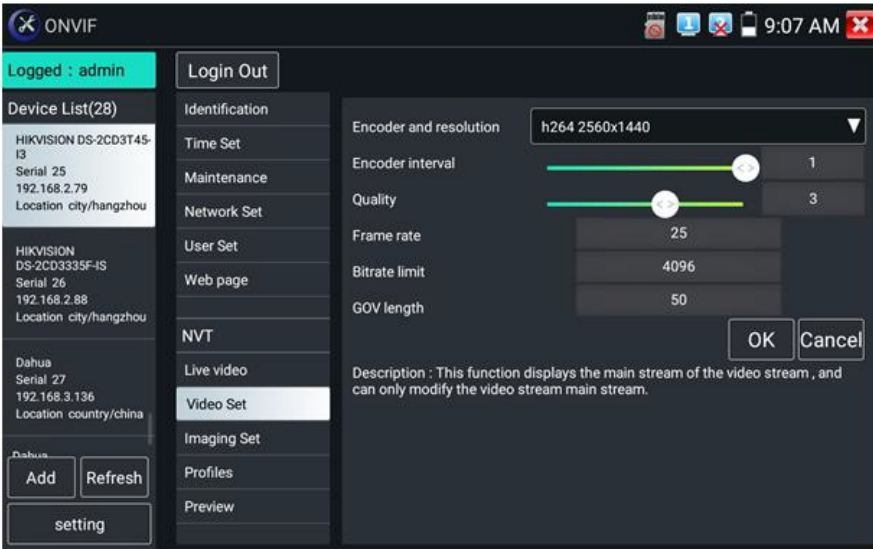 ONVIF
1
9:07 AM
Logged : admin
Login Out
Device List(28)
HIKVISION DS-2CD3T45-
I3
Serial 25
192.168.2.79
Location city/hangzhou
HIKVISION
DS-2CD3335F-IS
Serial 26
192.168.2.88
Location city/hangzhou
Dahua
Serial 27
192.168.3.136
Location country/china
Dahua
Add
Refresh
setting
Identification
Time Set
Maintenance
Network Set
User Set
Web page
NVT
Live video
Video Set
Imaging Set
Profiles
Preview
Encoder and resolution
h264 2560x1440
Encoder interval
1
Quality
3
Frame rate
25
Bitrate limit
4096
GOV length
50
OK
Cancel
Description : This function displays the main stream of the video stream , and
can only modify the video stream main stream.